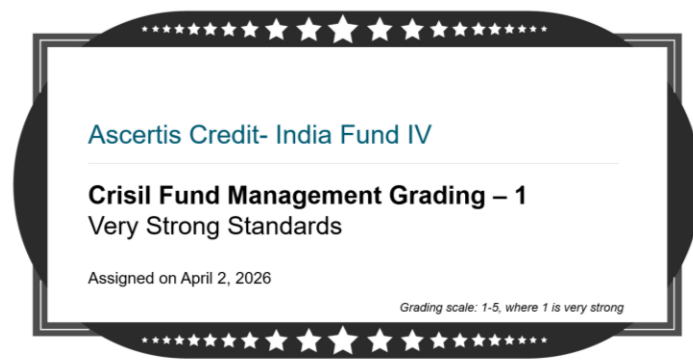 Ascertis Credit- India Fund IV
Crisil Fund Management Grading – 1
Very Strong Standards
Assigned on April 2, 2026
Grading scale: 1-5, where 1 is very strong